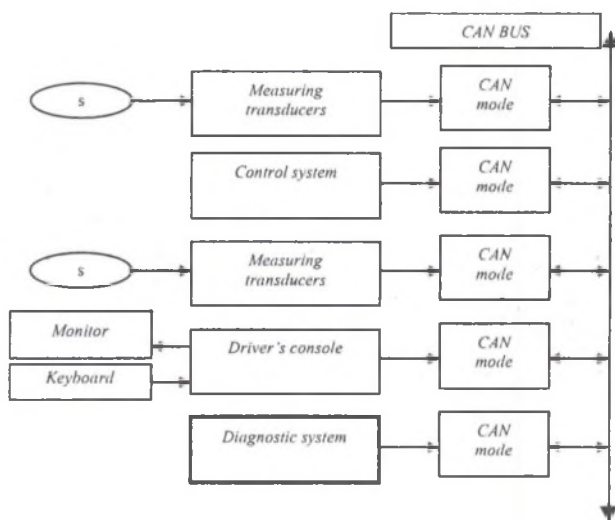 CAN BUS
s
Measuring
transducers
CAN
mode
Control system
CAN
mode
s
Measuring
transducers
CAN
mode
Monitor
Keyboard
Driver's console
CAN
mode
Diagnostic system
CAN
mode